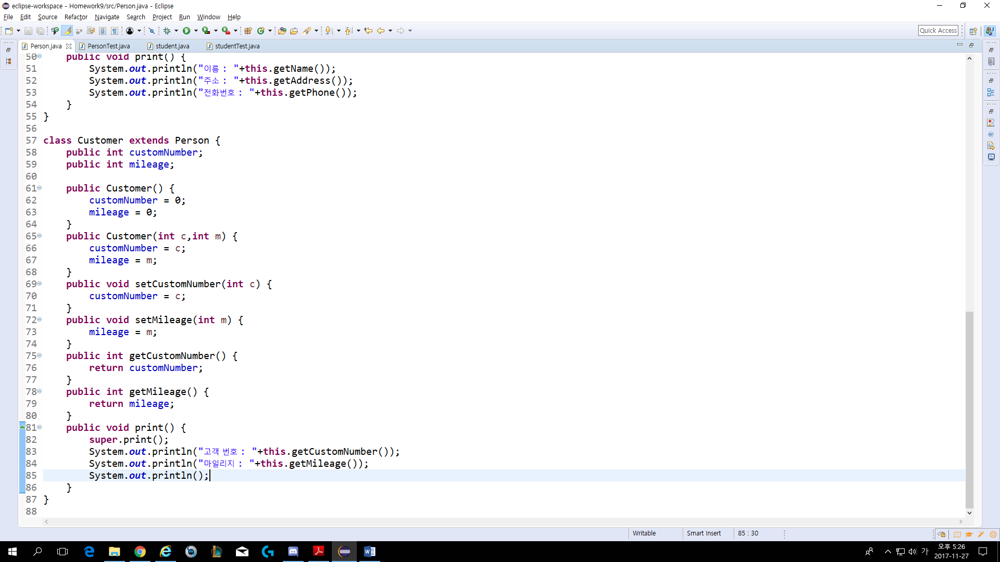 eclipse-workspace - Homework9/src/Person.java - Eclipse
File Edit Source Refactor Navigate Search Project Run Window Help
Quick Access
Person.java PersonTest.java student.java studentTest.java
50 public void print() {
51 System.out.println("이름 : "+this.getName());
52 System.out.println("주소 : "+this.getAddress());
53 System.out.println("전화번호 : "+this.getPhone());
54 }
55 }
56
57 class Customer extends Person {
58 public int customNumber;
59 public int mileage;
60
61 public Customer() {
62 customNumber = 0;
63 mileage = 0;
64 }
65 public Customer(int c,int m) {
66 customNumber = c;
67 mileage = m;
68 }
69 public void setCustomNumber(int c) {
70 customNumber = c;
71 }
72 public void setMileage(int m) {
73 mileage = m;
74 }
75 public int getCustomNumber() {
76 return customNumber;
77 }
78 public int getMileage() {
79 return mileage;
80 }
81 public void print() {
82 super.print();
83 System.out.println("고객 번호 : "+this.getCustomNumber());
84 System.out.println("마일리지 : "+this.getMileage());
85 System.out.println();
86 }
87 }
88
Writable Smart Insert 85 : 30
가 오후 5:26
2017-11-27